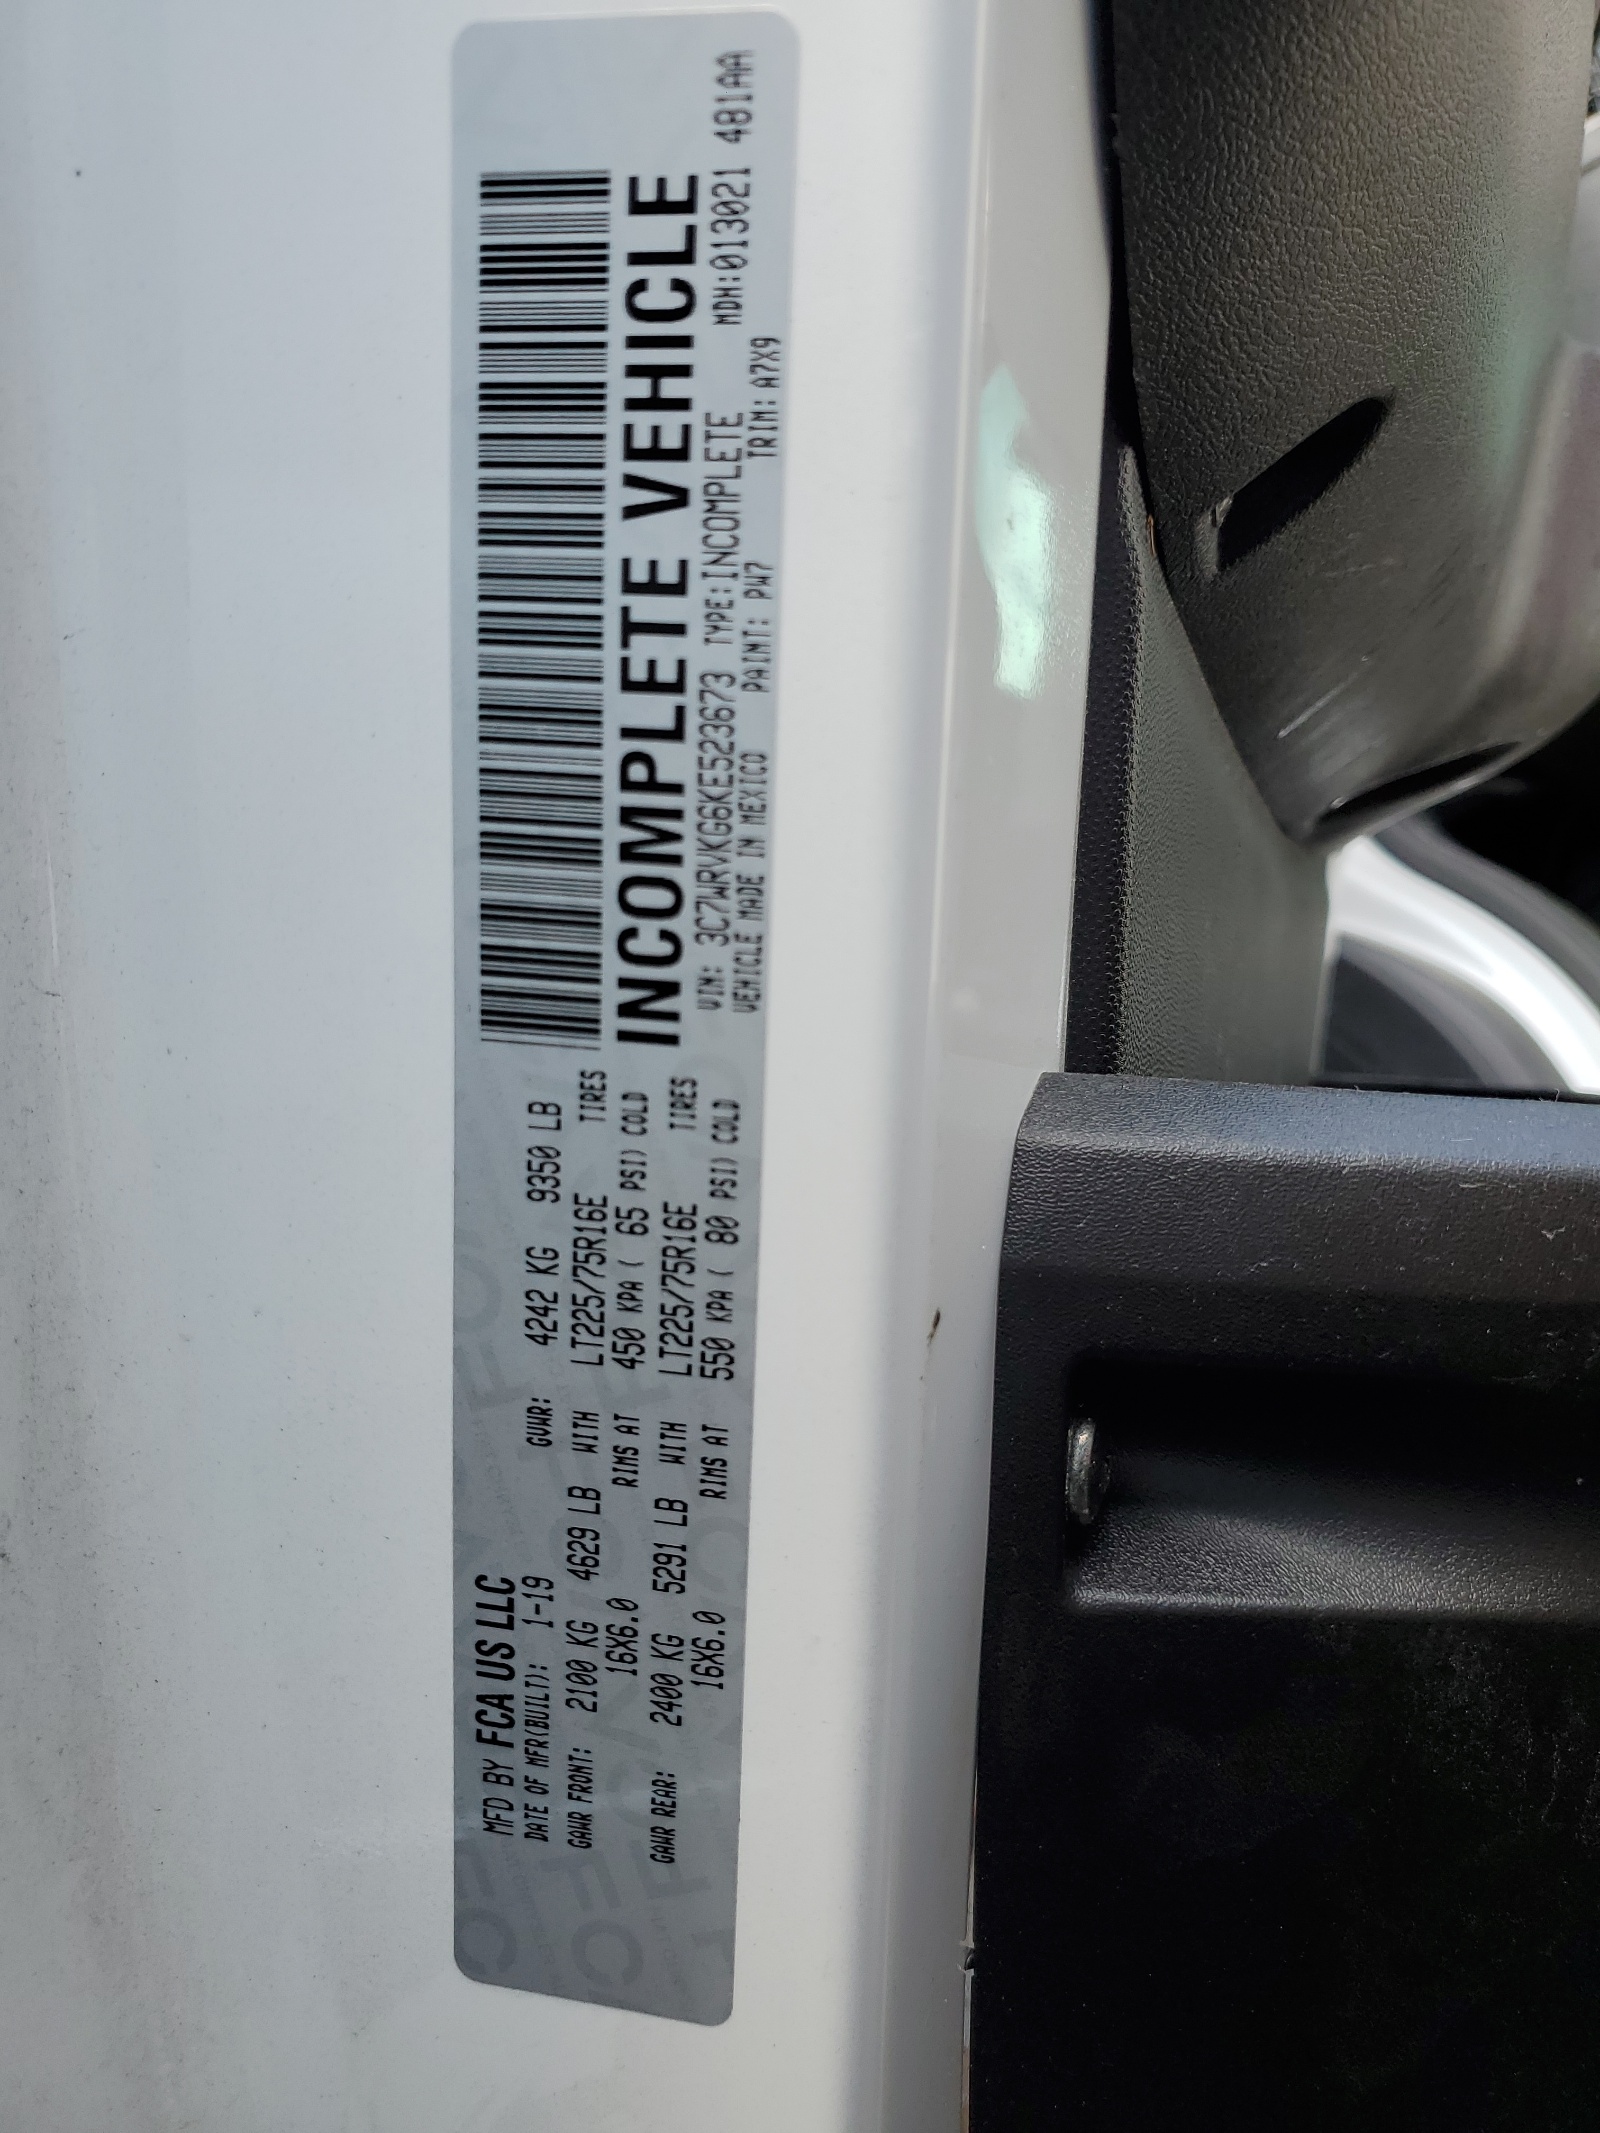 MFD BY FCA US LLC
DATE OF MFR(BUILT): 1-19 GVWR: 4242 KG 9350 LB
GAWR FRONT: 2100 KG 4629 LB WITH LT225/75R16E TIRES
16X6.0 RIMS AT 450 KPA ( 65 PSI) COLD
GAWR REAR: 2400 KG 5291 LB WITH LT225/75R16E TIRES
16X6.0 RIMS AT 550 KPA ( 80 PSI) COLD
INCOMPLETE VEHICLE
VIN: 3C7WRVKG6KE523673 TYPE:INCOMPLETE MDH:013021 481AA
VEHICLE MADE IN MEXICO PAINT: PW7 TRIM: A7X9